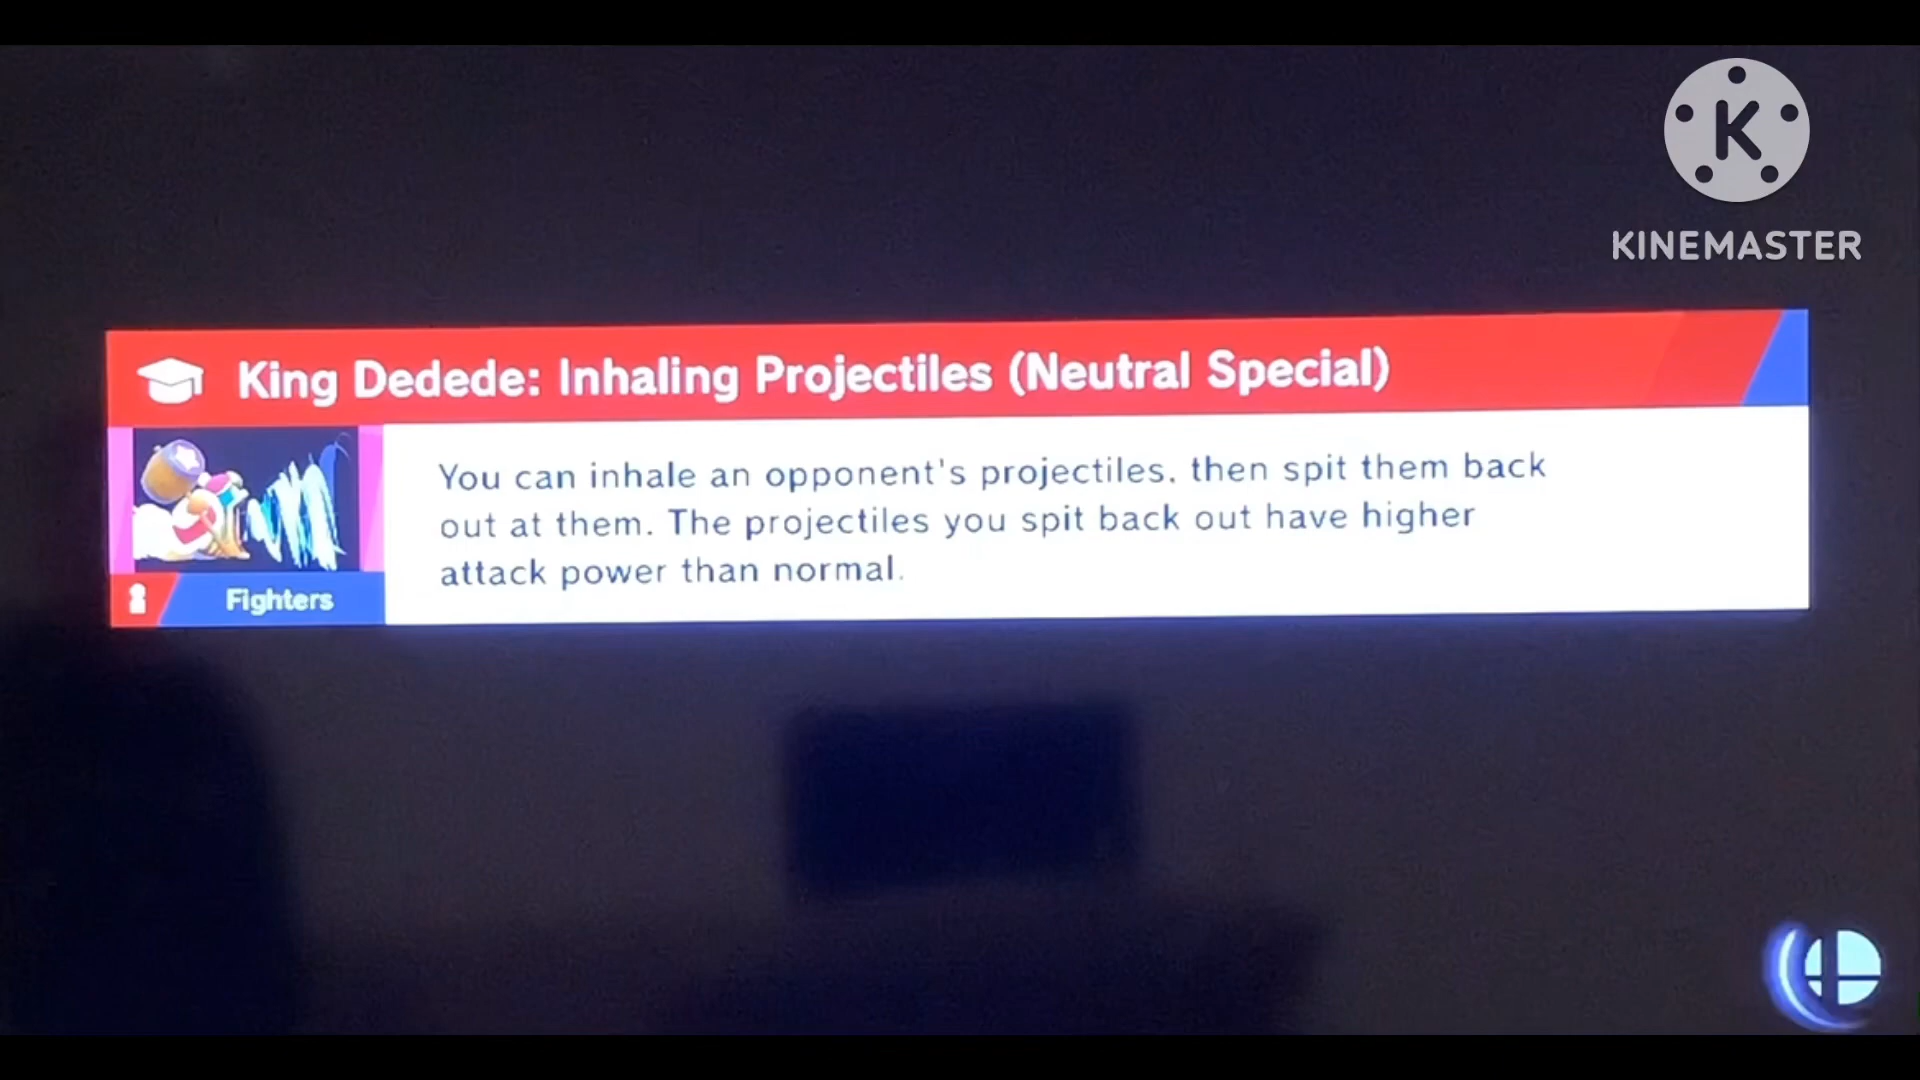 K
KINEMASTER
King Dedede: Inhaling Projectiles (Neutral Special)
You can inhale an opponent's projectiles, then spit them back
out at them. The projectiles you spit back out have higher
attack power than normal.
Fighters